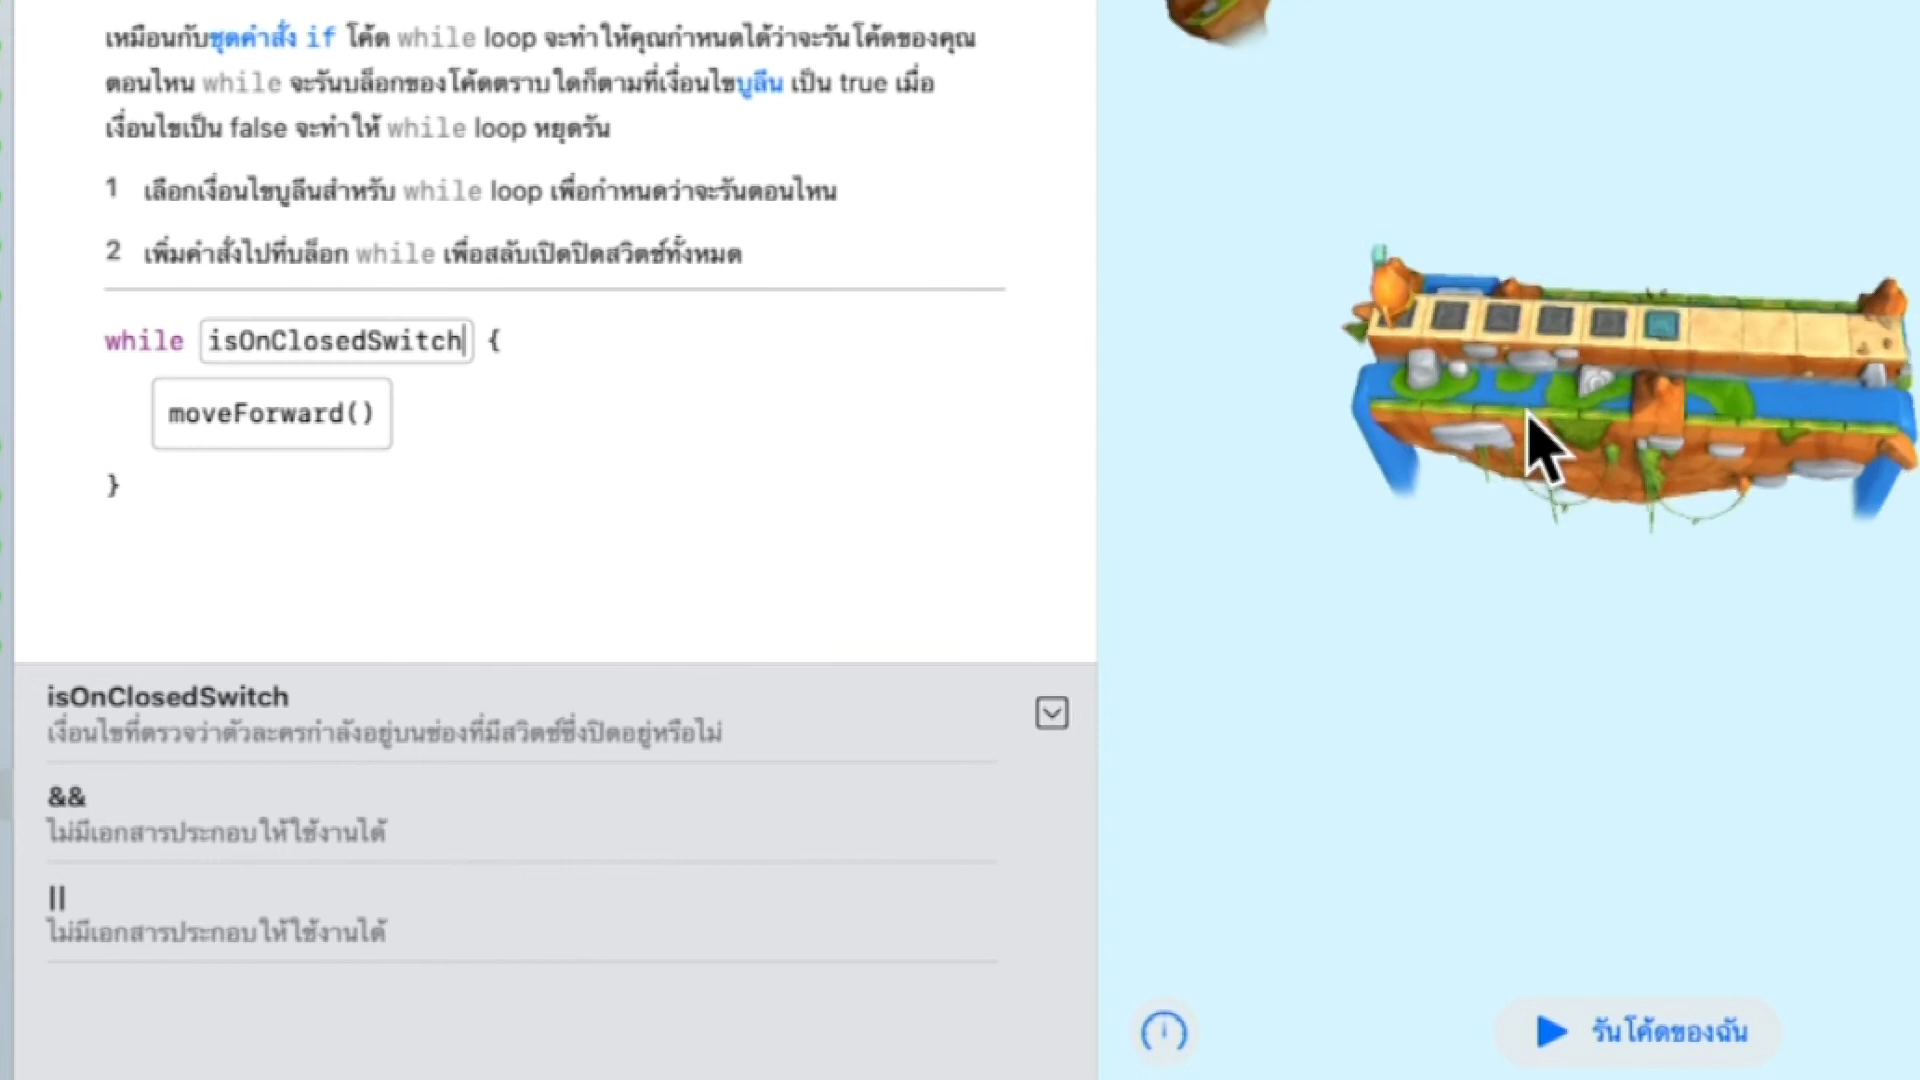 เหมือนกับชุดคำสั่ง if โค้ด while loop จะทำให้คุณกำหนดได้ว่าจะรันโค้ดของคุณ
ตอนไหน while จะรันบล็อกของโค้ดตราบใดก็ตามที่เงื่อนไขบูลีน เป็น true เมื่อ
เงื่อนไขเป็น false จะทำให้ while loop หยุดรัน
1 เลือกเงื่อนไขบูลีนสำหรับ while loop เพื่อกำหนดว่าจะรันตอนไหน
2 เพิ่มคำสั่งไปที่บล็อก while เพื่อสลับเปิดปิดสวิตช์ทั้งหมด
while isOnClosedSwitch {
moveForward()
}
isOnClosedSwitch
เงื่อนไขที่ตรวจว่าตัวละครกำลังอยู่บนช่องที่มีสวิตช์ซึ่งปิดอยู่หรือไม่
&&
ไม่มีเอกสารประกอบให้ใช้งานได้
||
ไม่มีเอกสารประกอบให้ใช้งานได้
รันโค้ดของฉัน